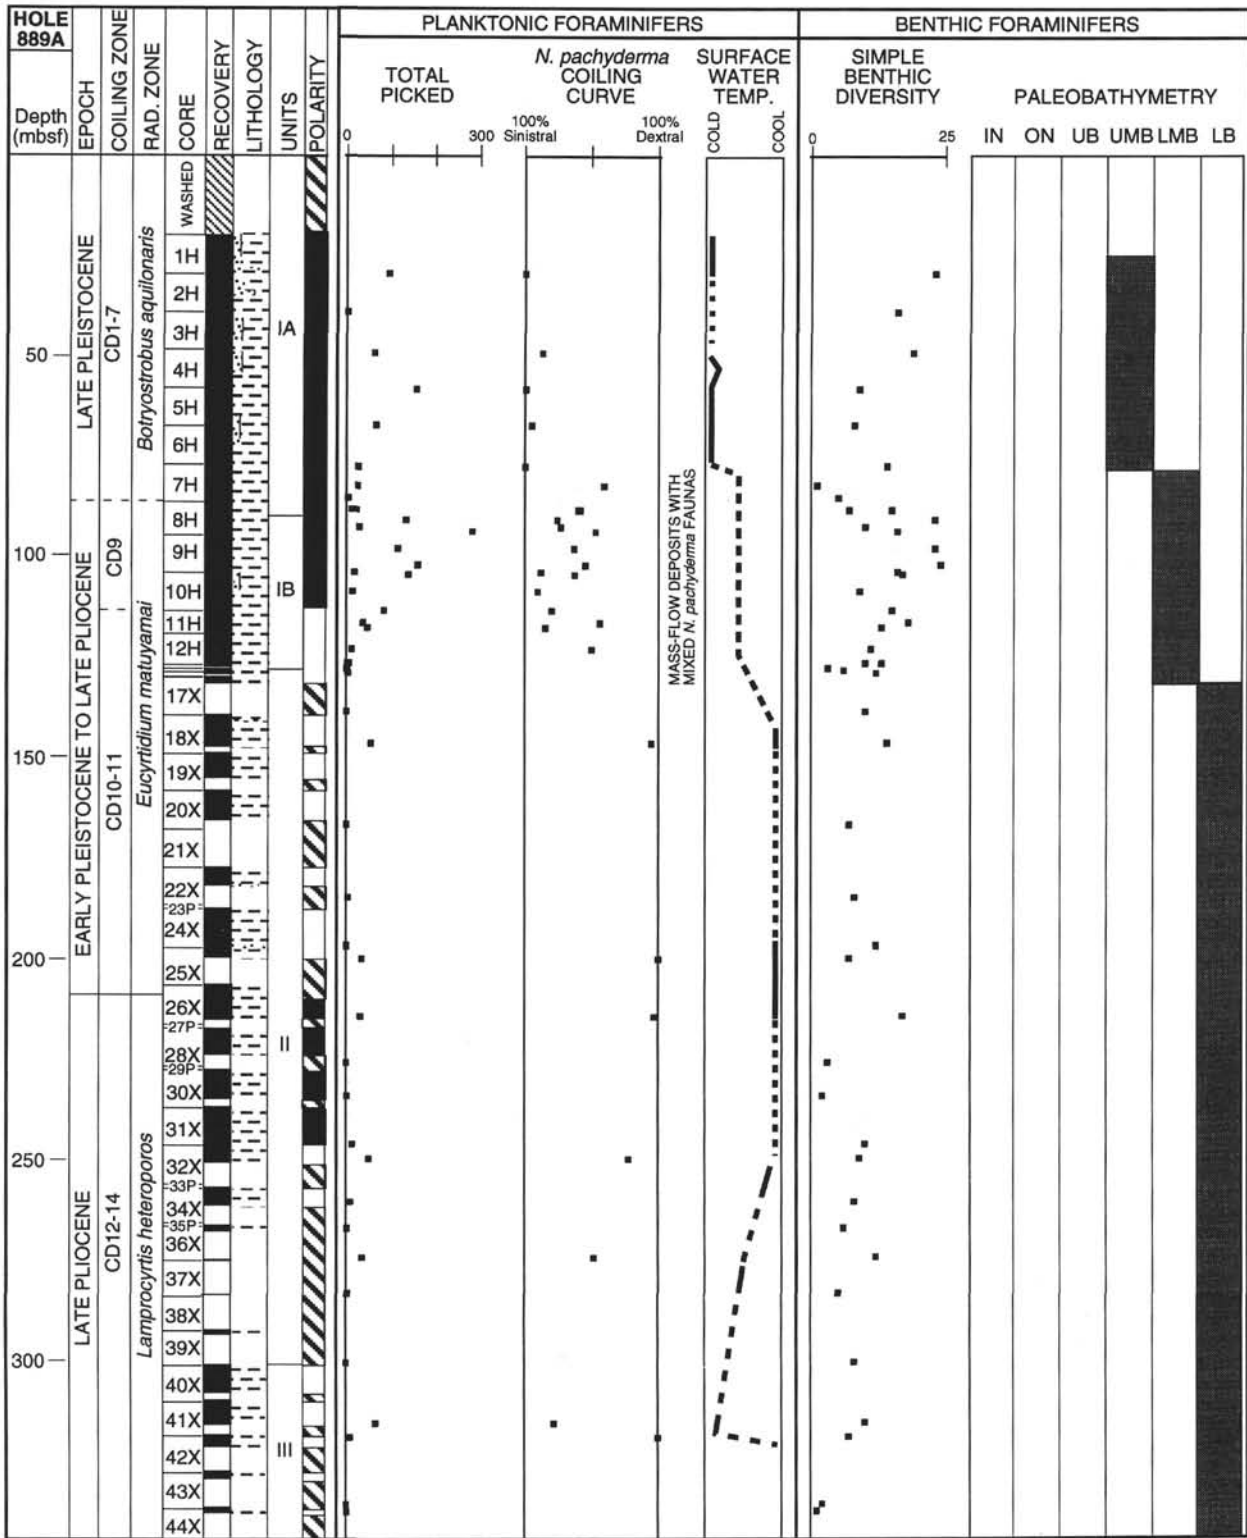 HOLE
889A
Depth
(mbsf)
EPOCH
COILING ZONE
RAD. ZONE
CORE
RECOVERY
LITHOLOGY
UNITS
POLARITY
PLANKTONIC FORAMINIFERS
TOTAL
PICKED
0
300
N. pachyderma
COILING
CURVE
100%
Sinistral
100%
Dextral
SURFACE
WATER
TEMP.
COLD
COOL
BENTHIC FORAMINIFERS
SIMPLE
BENTHIC
DIVERSITY
0
25
PALEOBATHYMETRY
IN
ON
UB
UMB
LMB
LB
50
100
150
200
250
300
LATE PLEISTOCENE
EARLY PLEISTOCENE TO LATE PLIOCENE
LATE PLIOCENE
CD1-7
CD9
CD10-11
CD12-14
Botryostrobus aquilonaris
Eucyrtidium matuyamai
Lamprocyrtis heteroporos
WASHED
1H
2H
3H
4H
5H
6H
7H
8H
9H
10H
11H
12H
17X
18X
19X
20X
21X
22X
23P
24X
25X
26X
27P
28X
29P
30X
31X
32X
33P
34X
35P
36X
37X
38X
39X
40X
41X
42X
43X
44X
IA
IB
II
III
MASS-FLOW DEPOSITS WITH
MIXED N. pachyderma FAUNAS